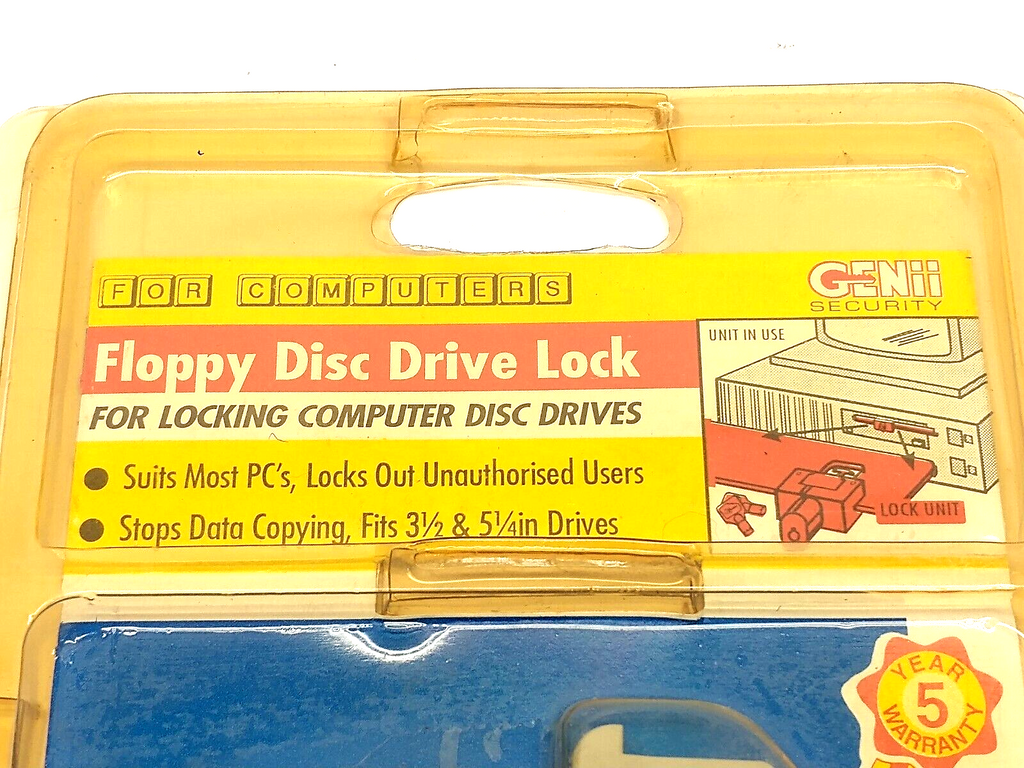 FOR COMPUTERS
GENii
SECURITY
Floppy Disc Drive Lock
FOR LOCKING COMPUTER DISC DRIVES
● Suits Most PC's, Locks Out Unauthorised Users
● Stops Data Copying, Fits 3½ & 5¼in Drives
UNIT IN USE
LOCK UNIT
YEAR
5
WARRANTY